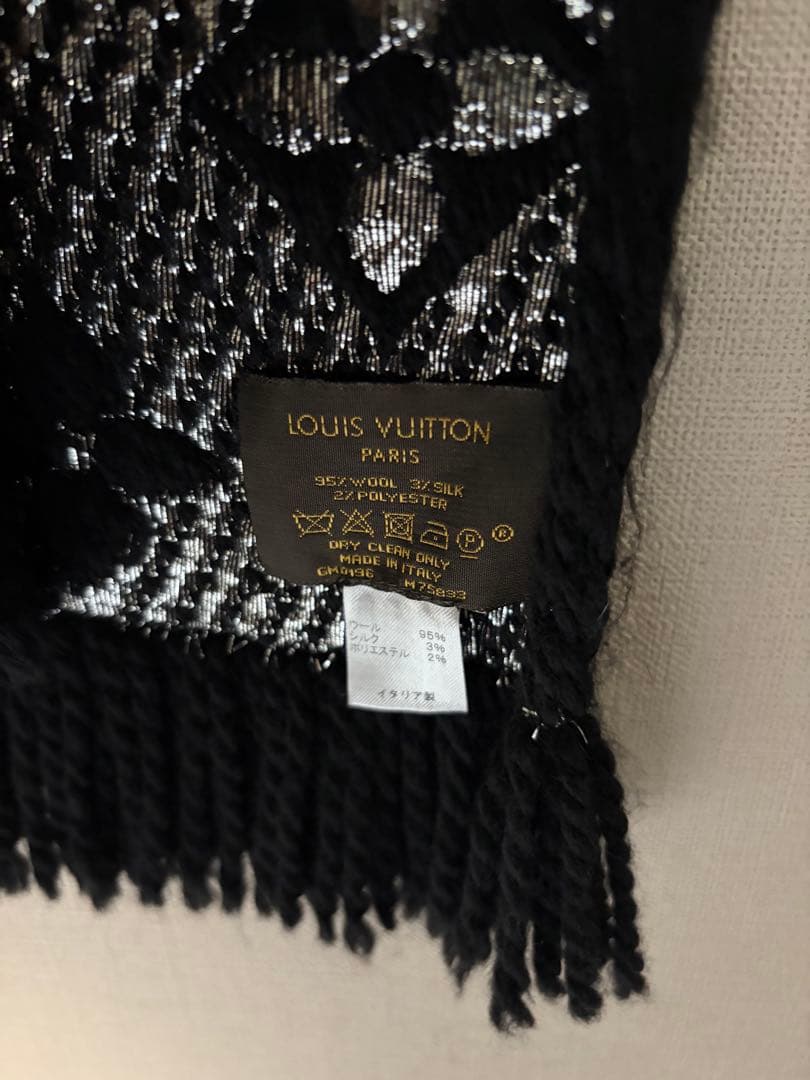 LOUIS VUITTON
PARIS
95%WOOL 3%SILK
2%POLYESTER
P ®
DRY CLEAN ONLY
MADE IN ITALY
GM0196 M75893
ウール 95%
シルク 3%
ポリエステル 2%
イタリア製